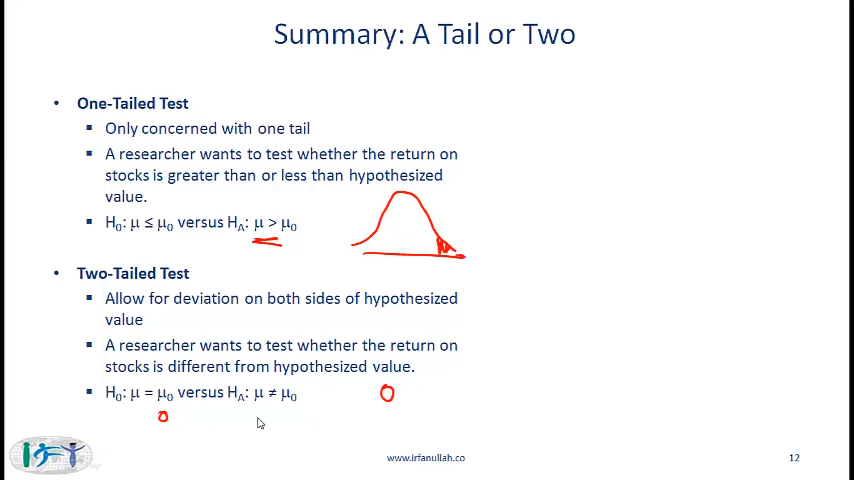 Summary: A Tail or Two
• One-Tailed Test
▪ Only concerned with one tail
▪ A researcher wants to test whether the return on
stocks is greater than or less than hypothesized
value.
▪ H₀: μ ≤ μ₀ versus Hₐ: μ > μ₀
• Two-Tailed Test
▪ Allow for deviation on both sides of hypothesized
value
▪ A researcher wants to test whether the return on
stocks is different from hypothesized value.
▪ H₀: μ = μ₀ versus Hₐ: μ ≠ μ₀
0
0
www.irfanullah.co
12